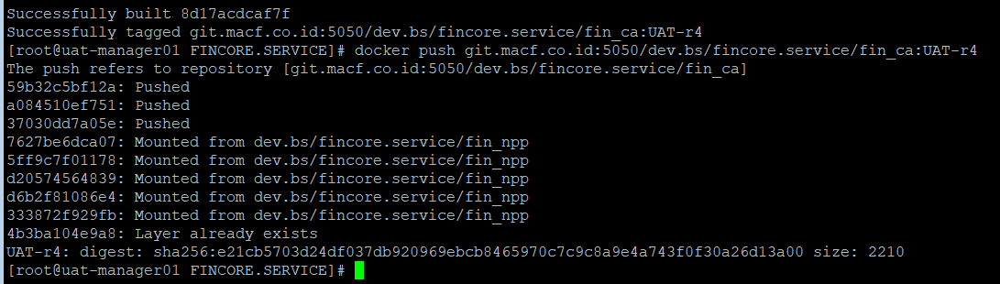 Successfully built 8d17acdcaf7f
Successfully tagged git.macf.co.id:5050/dev.bs/fincore.service/fin_ca:UAT-r4
[root@uat-manager01 FINCORE.SERVICE]# docker push git.macf.co.id:5050/dev.bs/fincore.service/fin_ca:UAT-r4
The push refers to repository [git.macf.co.id:5050/dev.bs/fincore.service/fin_ca]
59b32c5bf12a: Pushed
a084510ef751: Pushed
37030dd7a05e: Pushed
7627be6dca07: Mounted from dev.bs/fincore.service/fin_npp
5ff9c7f01178: Mounted from dev.bs/fincore.service/fin_npp
d20574564839: Mounted from dev.bs/fincore.service/fin_npp
d6b2f81086e4: Mounted from dev.bs/fincore.service/fin_npp
333872f929fb: Mounted from dev.bs/fincore.service/fin_npp
4b3ba104e9a8: Layer already exists
UAT-r4: digest: sha256:e21cb5703d24df037db920969ebcb8465970c7c9c8a9e4a743f0f30a26d13a00 size: 2210
[root@uat-manager01 FINCORE.SERVICE]#